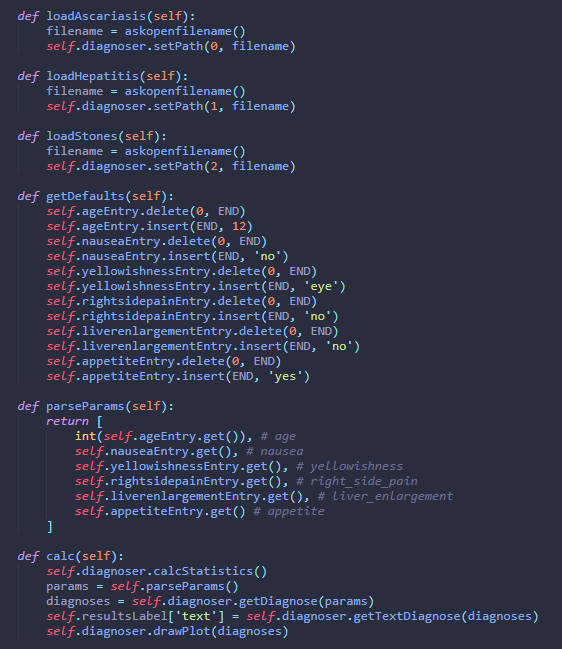 def loadAscariasis(self):
    filename = askopenfilename()
    self.diagnoser.setPath(0, filename)

def loadHepatitis(self):
    filename = askopenfilename()
    self.diagnoser.setPath(1, filename)

def loadStones(self):
    filename = askopenfilename()
    self.diagnoser.setPath(2, filename)

def getDefaults(self):
    self.ageEntry.delete(0, END)
    self.ageEntry.insert(END, 12)
    self.nauseaEntry.delete(0, END)
    self.nauseaEntry.insert(END, 'no')
    self.yellowishnessEntry.delete(0, END)
    self.yellowishnessEntry.insert(END, 'eye')
    self.rightsidepainEntry.delete(0, END)
    self.rightsidepainEntry.insert(END, 'no')
    self.liverenlargementEntry.delete(0, END)
    self.liverenlargementEntry.insert(END, 'no')
    self.appetiteEntry.delete(0, END)
    self.appetiteEntry.insert(END, 'yes')

def parseParams(self):
    return [
        int(self.ageEntry.get()), # age
        self.nauseaEntry.get(), # nausea
        self.yellowishnessEntry.get(), # yellowishness
        self.rightsidepainEntry.get(), # right_side_pain
        self.liverenlargementEntry.get(), # liver_enlargement
        self.appetiteEntry.get() # appetite
    ]

def calc(self):
    self.diagnoser.calcStatistics()
    params = self.parseParams()
    diagnoses = self.diagnoser.getDiagnose(params)
    self.resultsLabel['text'] = self.diagnoser.getTextDiagnose(diagnoses)
    self.diagnoser.drawPlot(diagnoses)